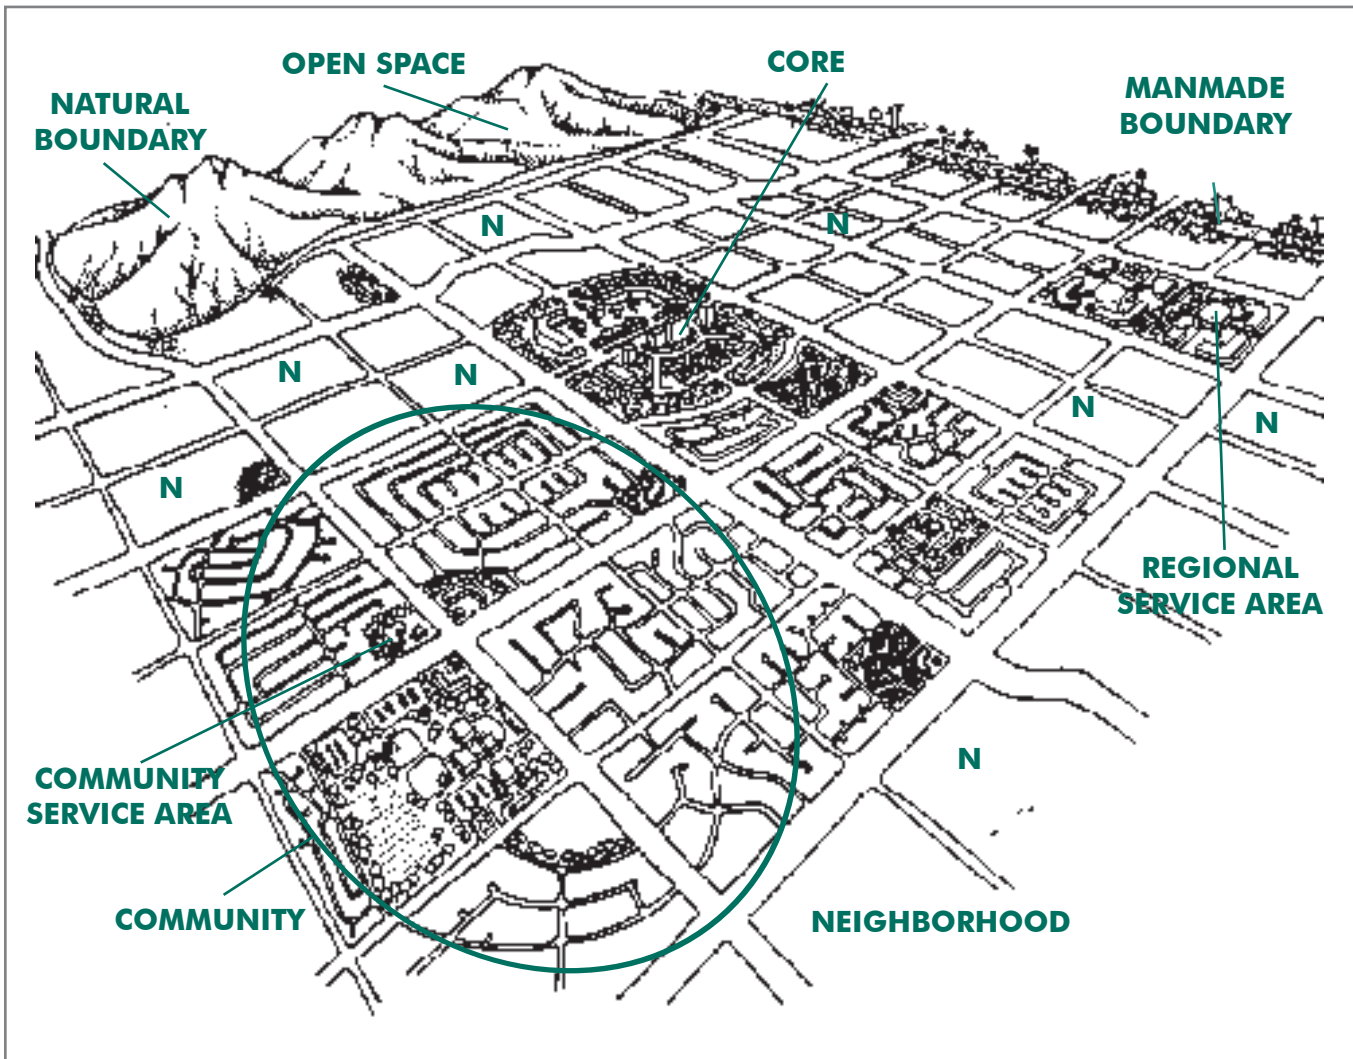 OPEN SPACE
CORE
NATURAL
BOUNDARY
MANMADE
BOUNDARY
N
N
N
N
N
N
N
REGIONAL
SERVICE AREA
N
COMMUNITY
SERVICE AREA
COMMUNITY
NEIGHBORHOOD